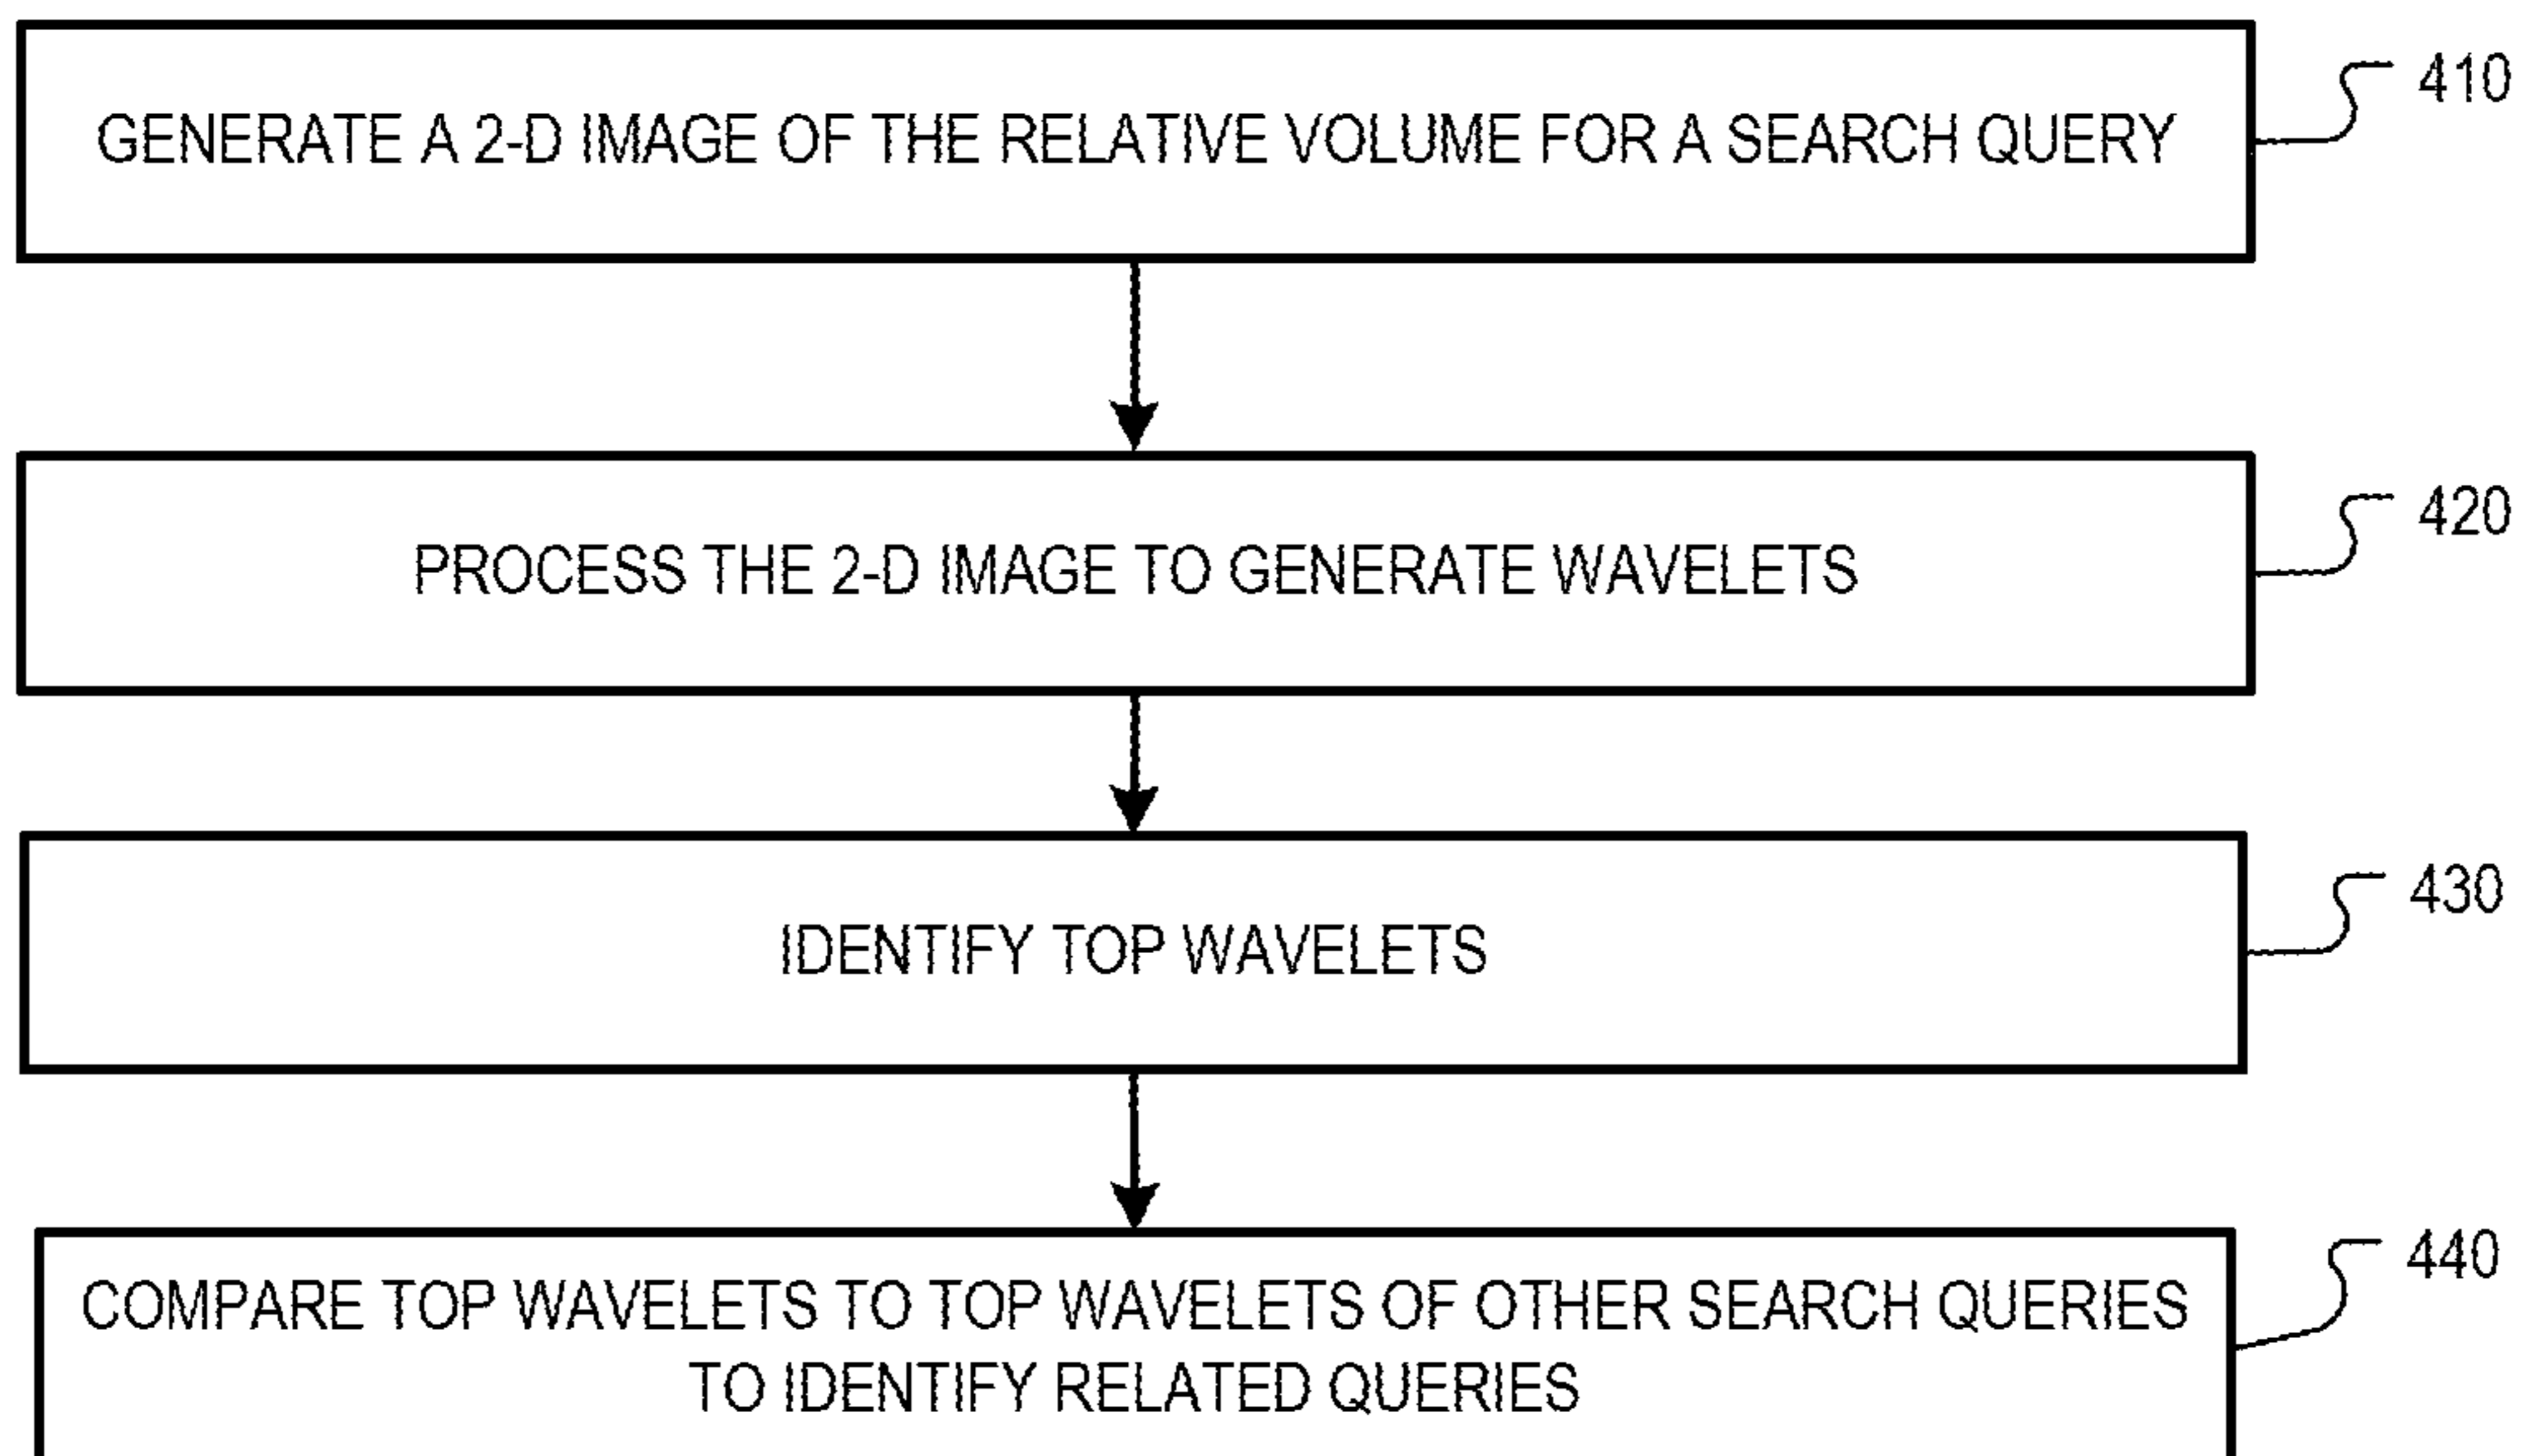 GENERATE A 2-D IMAGE OF THE RELATIVE VOLUME FOR A SEARCH QUERY
410
PROCESS THE 2-D IMAGE TO GENERATE WAVELETS
420
IDENTIFY TOP WAVELETS
430
COMPARE TOP WAVELETS TO TOP WAVELETS OF OTHER SEARCH QUERIES
TO IDENTIFY RELATED QUERIES
440